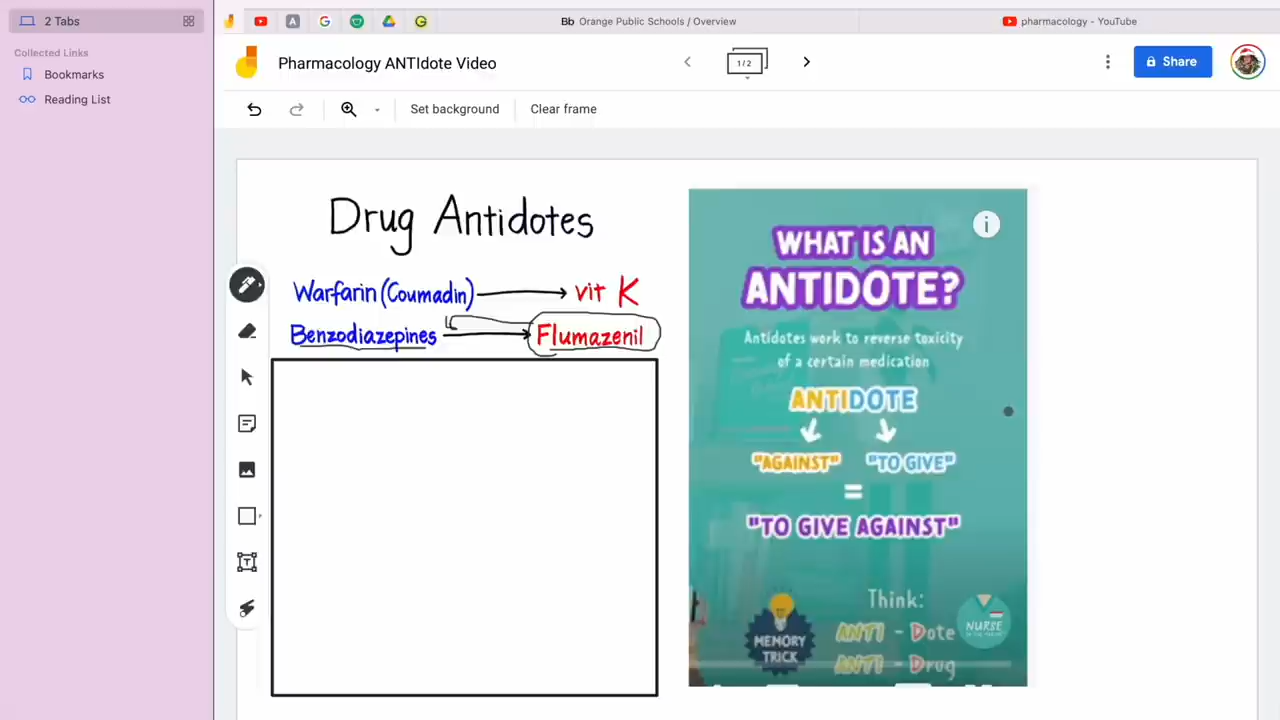 2 Tabs
Collected Links
Bookmarks
Reading List
Bb Orange Public Schools / Overview
pharmacology - YouTube
Pharmacology ANTIdote Video
1/2
Share
Set background
Clear frame
Drug Antidotes
Warfarin (Coumadin) → vit K
Benzodiazepines → Flumazenil
WHAT IS AN
ANTIDOTE?
Antidotes work to reverse toxicity
of a certain medication
ANTIDOTE
"AGAINST" "TO GIVE"
=
"TO GIVE AGAINST"
Think:
MEMORY
TRICK
ANTI - Dote
ANTI - Drug
NURSE